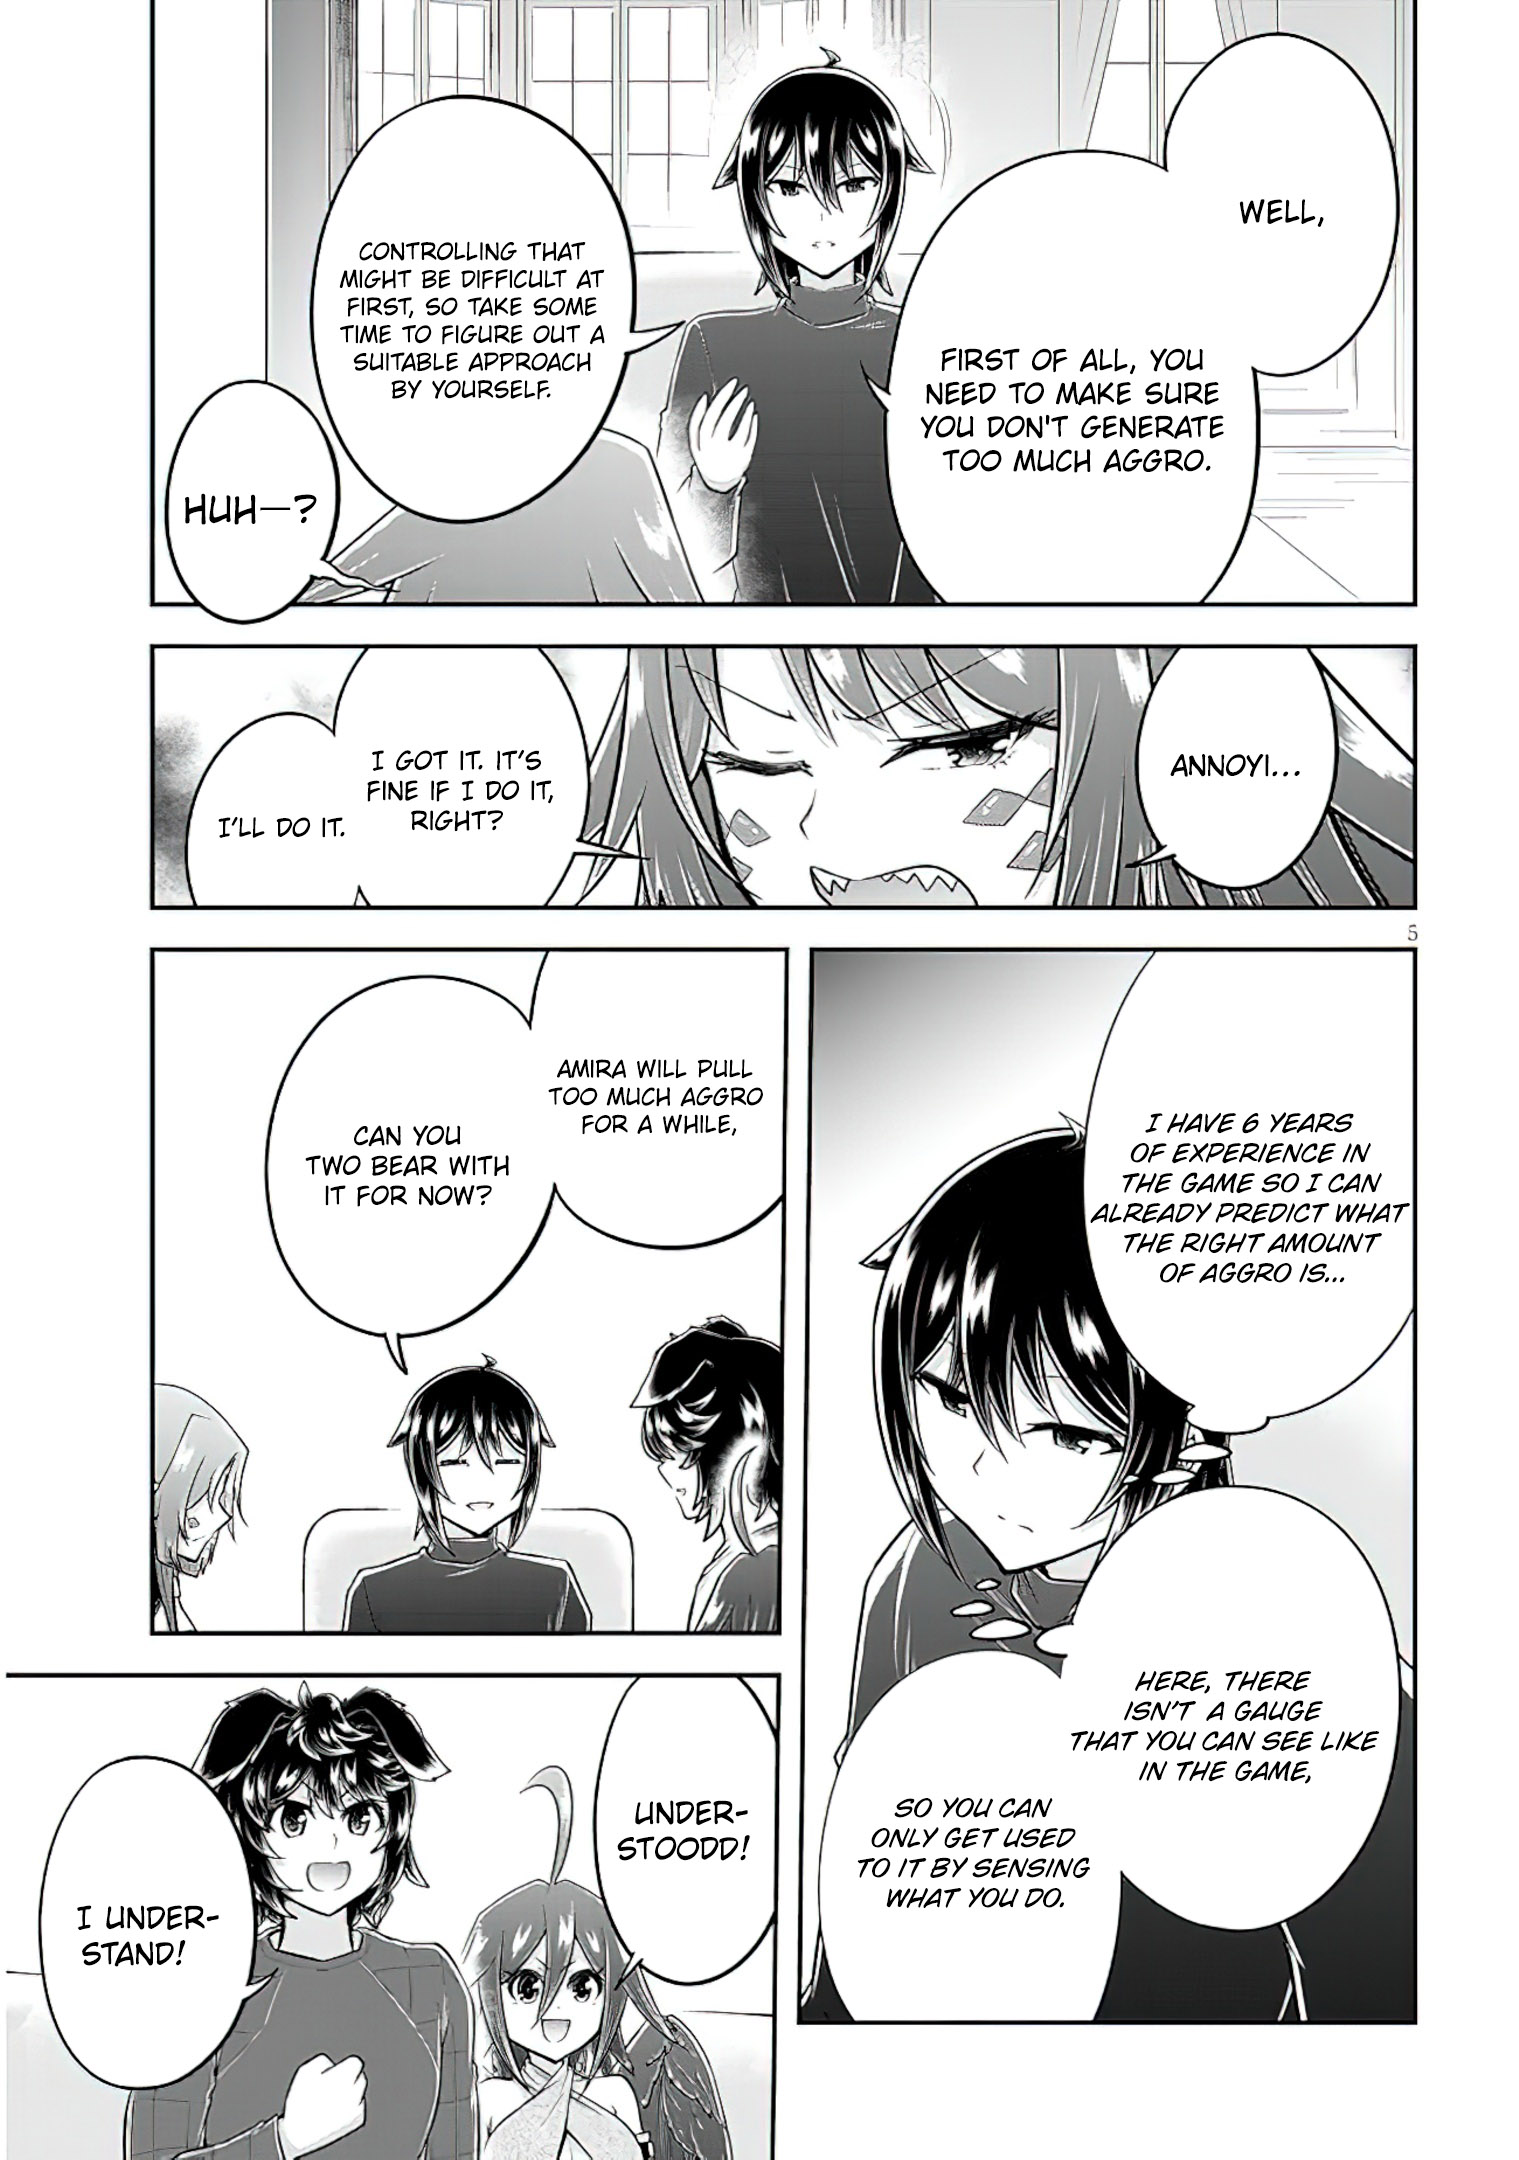 WELL,
FIRST OF ALL, YOU
NEED TO MAKE SURE
YOU DON'T GENERATE
TOO MUCH AGGRO.
CONTROLLING THAT
MIGHT BE DIFFICULT AT
FIRST, SO TAKE SOME
TIME TO FIGURE OUT A
SUITABLE APPROACH
BY YOURSELF.
HUH—?
ANNOYI...
I GOT IT. IT'S
FINE IF I DO IT,
RIGHT?
I'LL DO IT.
5
I HAVE 6 YEARS
OF EXPERIENCE IN
THE GAME SO I CAN
ALREADY PREDICT WHAT
THE RIGHT AMOUNT
OF AGGRO IS...
HERE, THERE
ISN'T A GAUGE
THAT YOU CAN SEE LIKE
IN THE GAME,
SO YOU CAN
ONLY GET USED
TO IT BY SENSING
WHAT YOU DO.
AMIRA WILL PULL
TOO MUCH AGGRO
FOR A WHILE,
CAN YOU
TWO BEAR WITH
IT FOR NOW?
UNDER-
STOODD!
I UNDER-
STAND!